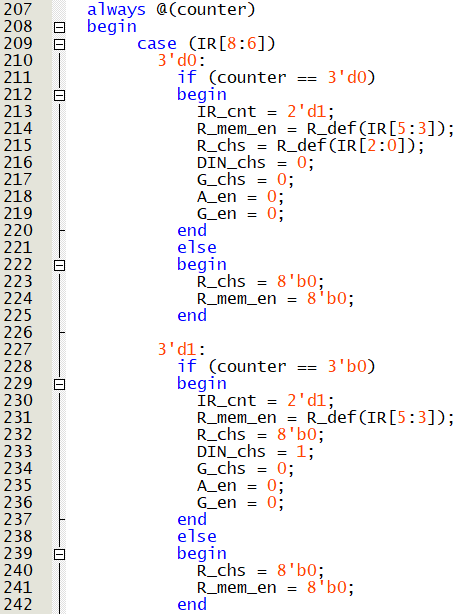 207 always @(counter)
208 begin
209 case (IR[8:6])
210 3'd0:
211 if (counter == 3'd0)
212 begin
213 IR_cnt = 2'd1;
214 R_mem_en = R_def(IR[5:3]);
215 R_chs = R_def(IR[2:0]);
216 DIN_chs = 0;
217 G_chs = 0;
218 A_en = 0;
219 G_en = 0;
220 end
221 else
222 begin
223 R_chs = 8'b0;
224 R_mem_en = 8'b0;
225 end
226
227 3'd1:
228 if (counter == 3'b0)
229 begin
230 IR_cnt = 2'd1;
231 R_mem_en = R_def(IR[5:3]);
232 R_chs = 8'b0;
233 DIN_chs = 1;
234 G_chs = 0;
235 A_en = 0;
236 G_en = 0;
237 end
238 else
239 begin
240 R_chs = 8'b0;
241 R_mem_en = 8'b0;
242 end